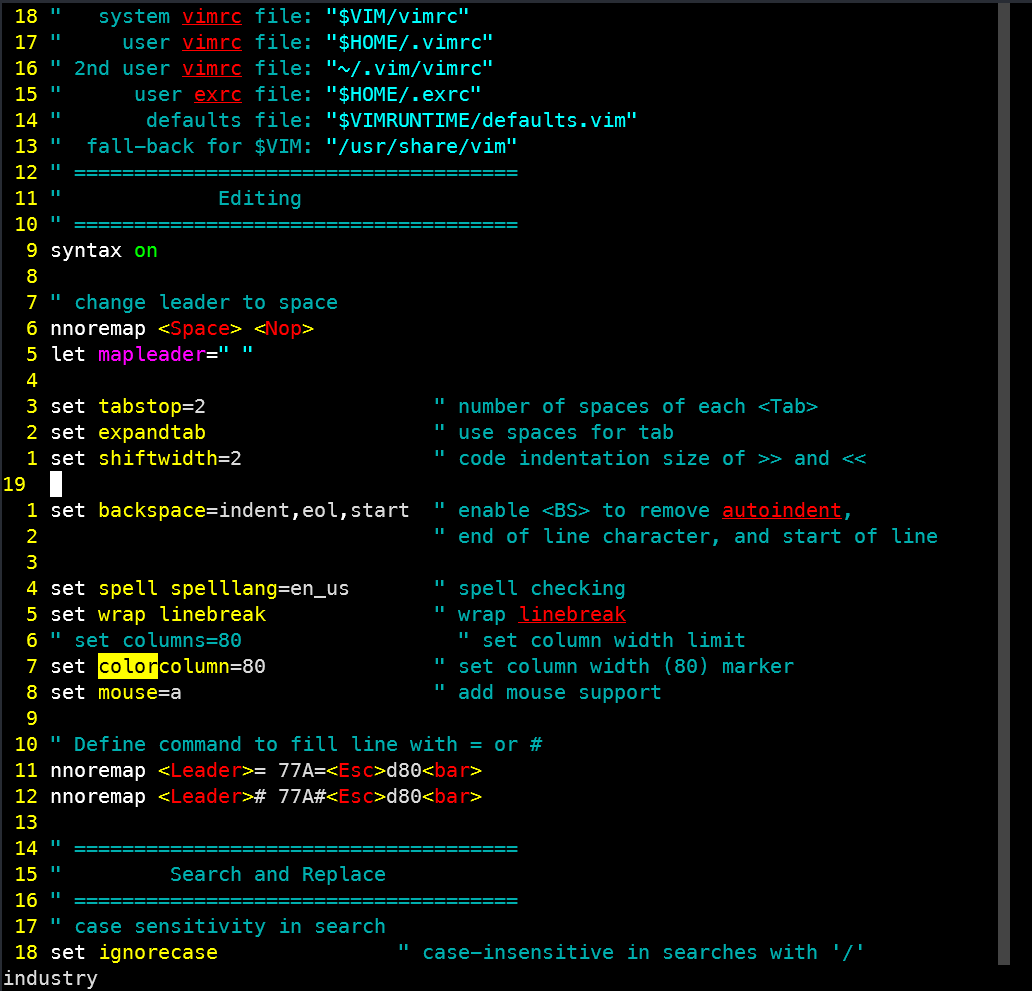 18 "   system vimrc file: "$VIM/vimrc"
17 "     user vimrc file: "$HOME/.vimrc"
16 " 2nd user vimrc file: "~/.vim/vimrc"
15 "      user exrc file: "$HOME/.exrc"
14 "       defaults file: "$VIMRUNTIME/defaults.vim"
13 "  fall-back for $VIM: "/usr/share/vim"
12 " =====================================
11 "             Editing
10 " =====================================
 9 syntax on
 8
 7 " change leader to space
 6 nnoremap <Space> <Nop>
 5 let mapleader=" "
 4
 3 set tabstop=2                   " number of spaces of each <Tab>
 2 set expandtab                   " use spaces for tab
 1 set shiftwidth=2                " code indentation size of >> and <<
19
 1 set backspace=indent,eol,start  " enable <BS> to remove autoindent,
 2                                 " end of line character, and start of line
 3
 4 set spell spelllang=en_us       " spell checking
 5 set wrap linebreak              " wrap linebreak
 6 " set columns=80                  " set column width limit
 7 set colorcolumn=80              " set column width (80) marker
 8 set mouse=a                     " add mouse support
 9
10 " Define command to fill line with = or #
11 nnoremap <Leader>= 77A=<Esc>d80<bar>
12 nnoremap <Leader># 77A#<Esc>d80<bar>
13
14 " =====================================
15 "         Search and Replace
16 " =====================================
17 " case sensitivity in search
18 set ignorecase               " case-insensitive in searches with '/'
industry